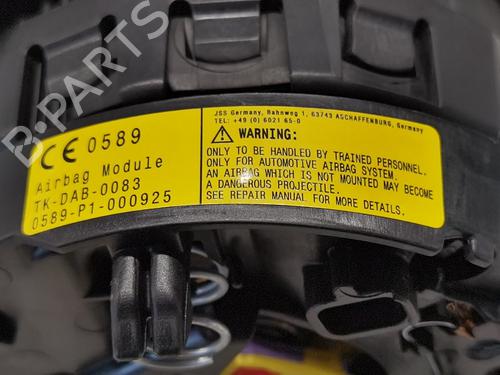 B-PARTS
CE 0589
Airbag Module
TK-DAB-0083
0589-P1-000925
JSS Germany, Bahnweg 1, 63743 ASCHAFFENBURG, Germany
TEL: +49 (0) 6021 65-0
WARNING:
ONLY TO BE HANDLED BY TRAINED PERSONNEL.
ONLY FOR AUTOMOTIVE AIRBAG SYSTEM.
AN AIRBAG WHICH IS NOT MOUNTED MAY BECOME
A DANGEROUS PROJECTILE.
SEE REPAIR MANUAL FOR MORE DETAILS.